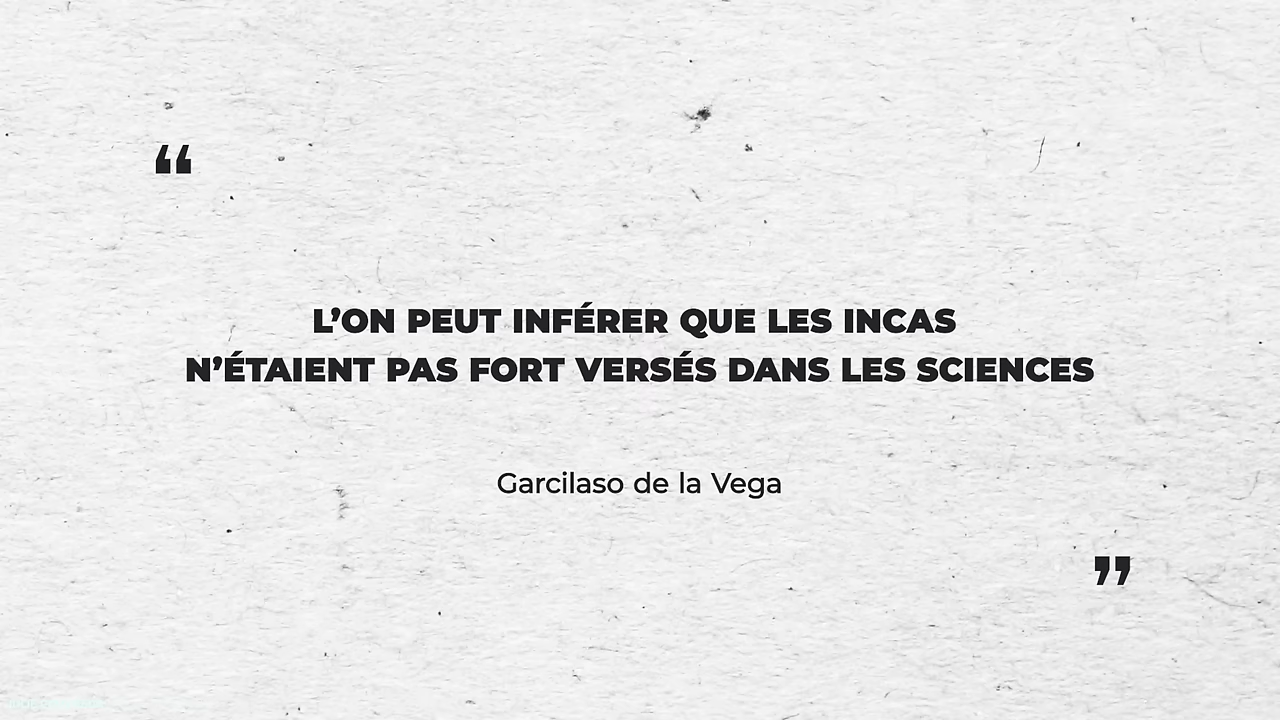 “
L’ON PEUT INFÉRER QUE LES INCAS
N’ÉTAIENT PAS FORT VERSÉS DANS LES SCIENCES
Garcilaso de la Vega
”